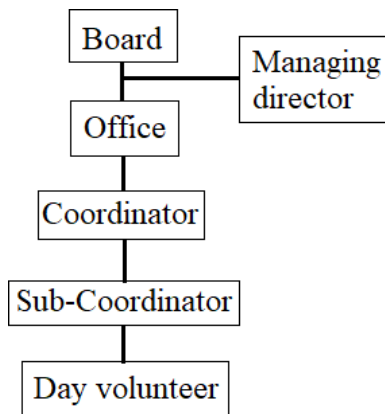 Board
Managing
director
Office
Coordinator
Sub-Coordinator
Day volunteer